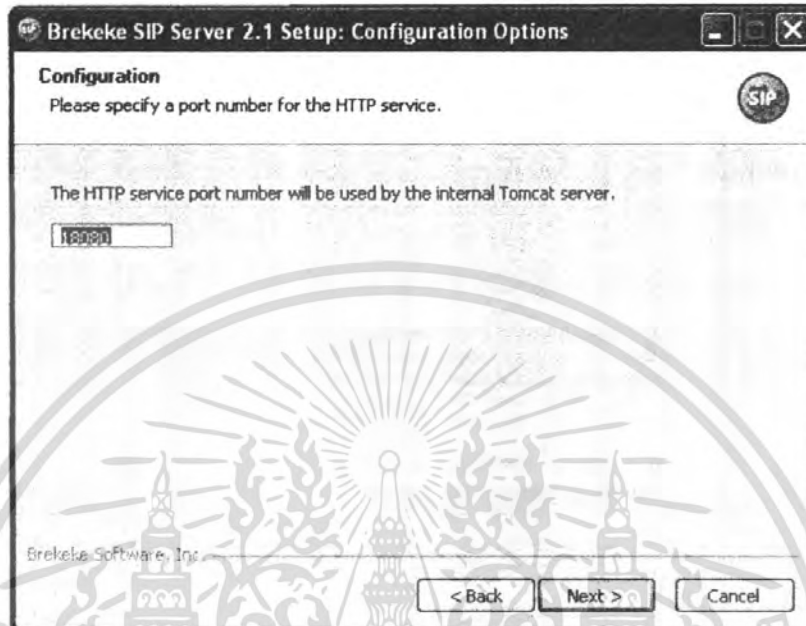 Brekeke SIP Server 2.1 Setup: Configuration Options
Configuration
Please specify a port number for the HTTP service.
SIP
The HTTP service port number will be used by the internal Tomcat server.
18080
Brekeke Software, Inc.
< Back
Next >
Cancel